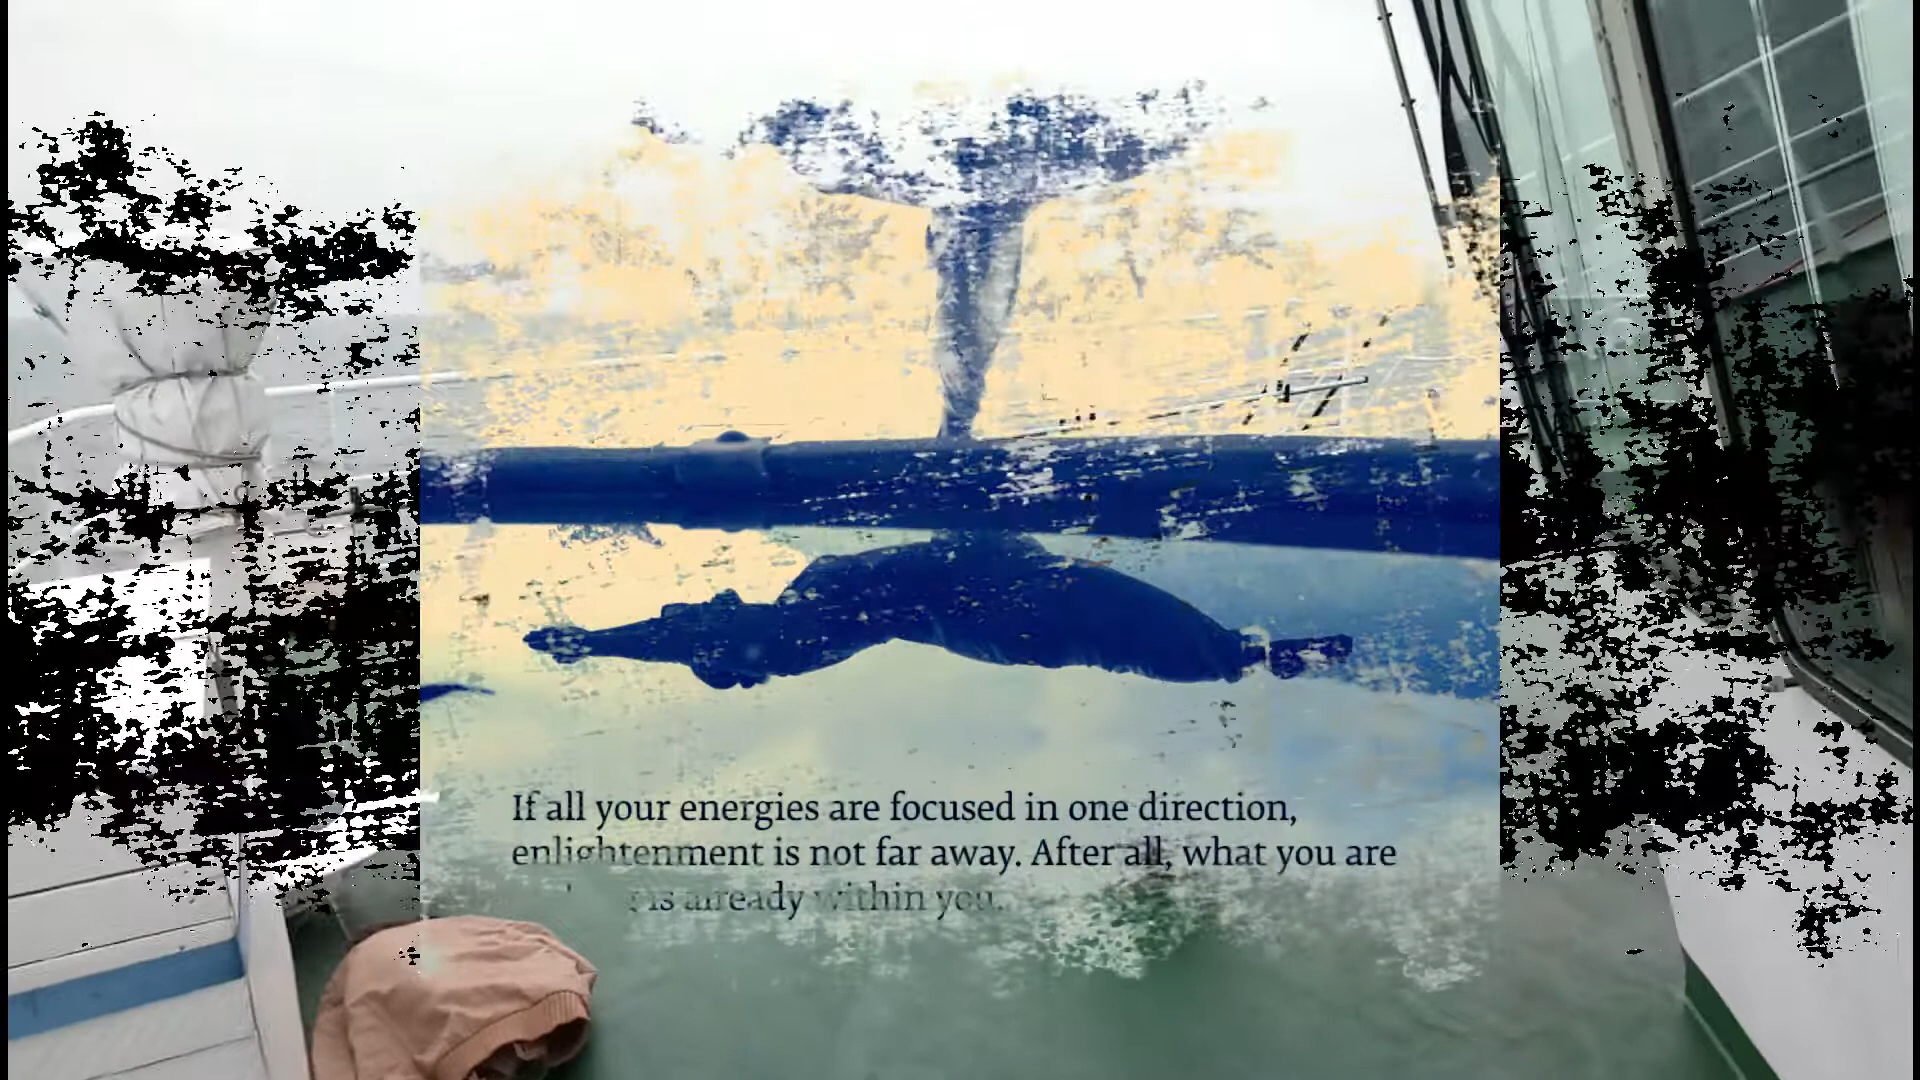 If all your energies are focused in one direction,
enlightenment is not far away. After all, what you are
is already within you.